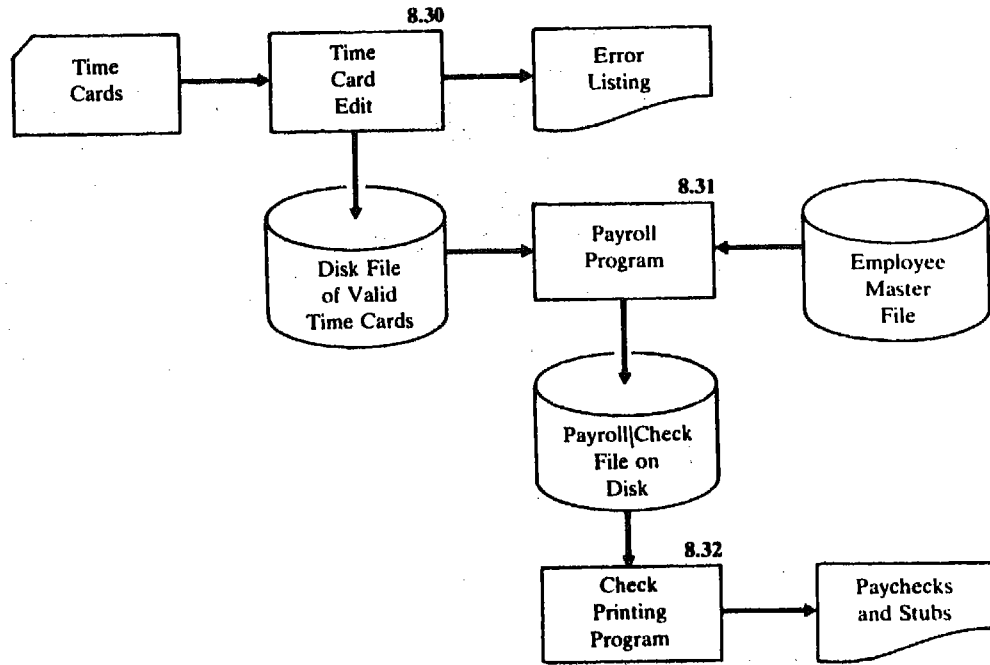 8.30
Time
Cards
Time
Card
Edit
Error
Listing
8.31
Disk File
of Valid
Time Cards
Payroll
Program
Employee
Master
File
Payroll|Check
File on
Disk
8.32
Check
Printing
Program
Paychecks
and Stubs